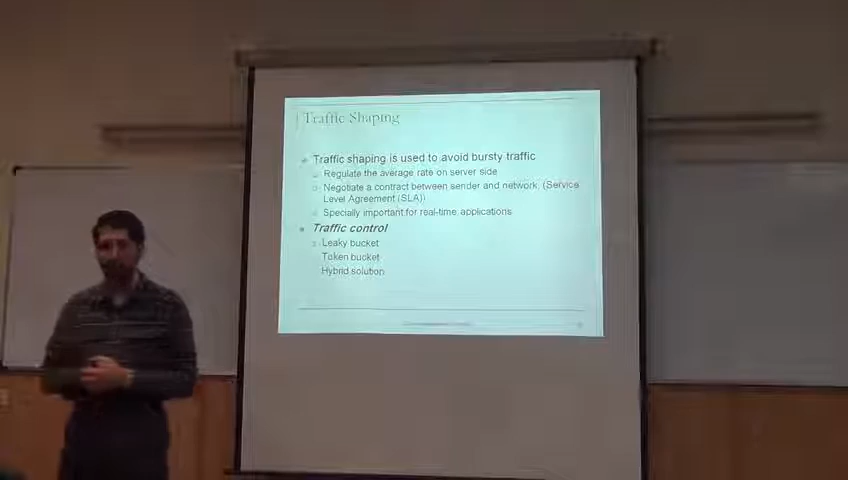 Traffic Shaping
Traffic shaping is used to avoid bursty traffic
Regulate the average rate on server side
Negotiate a contract between sender and network, (Service
Level Agreement (SLA))
Specially important for real-time applications
Traffic control
Leaky bucket
Token bucket
Hybrid solution